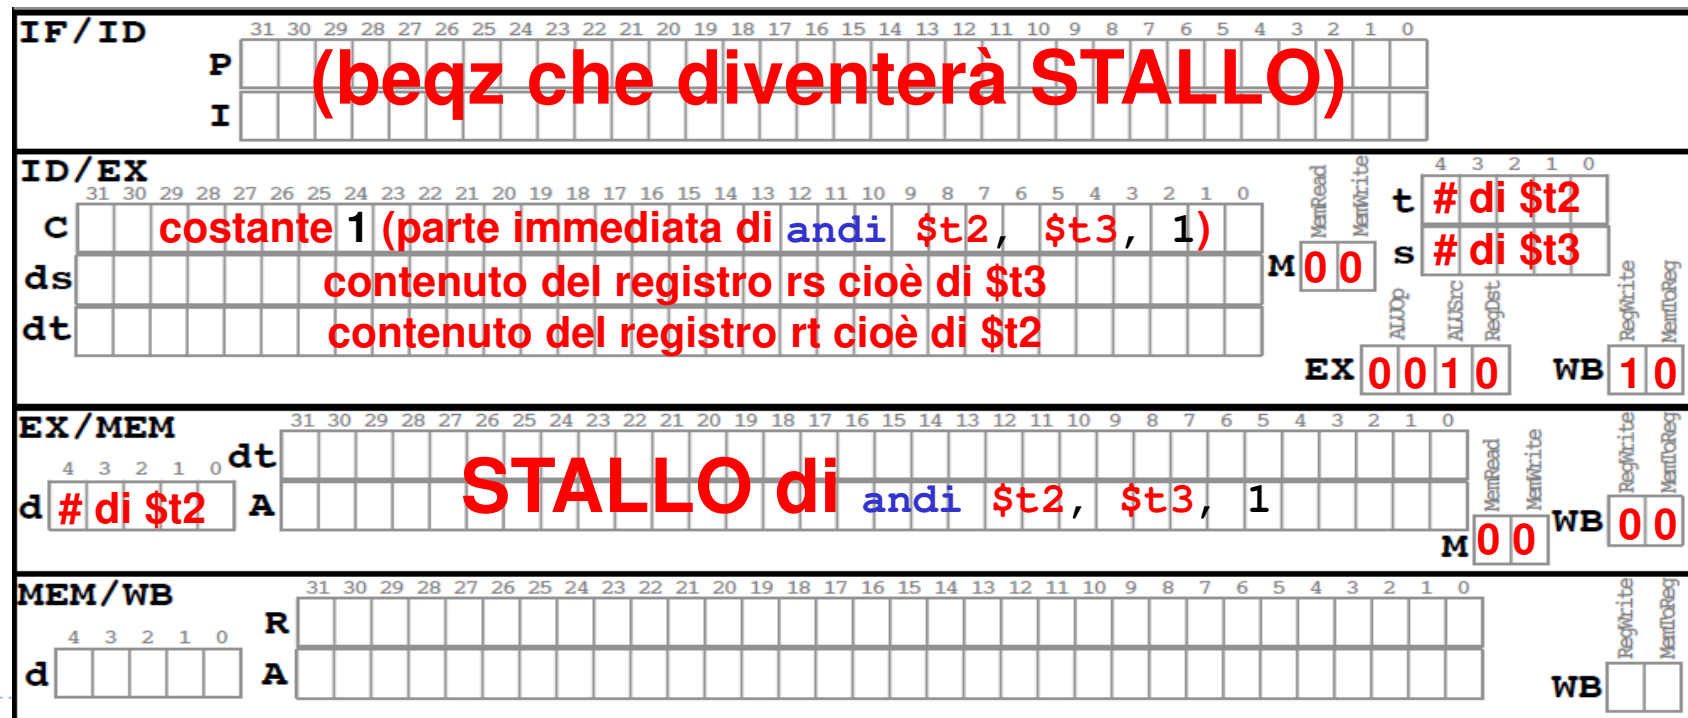 IF/ID
31 30 29 28 27 26 25 24 23 22 21 20 19 18 17 16 15 14 13 12 11 10 9 8 7 6 5 4 3 2 1 0
P
(beqz che diventerà STALLO)
I
ID/EX
31 30 29 28 27 26 25 24 23 22 21 20 19 18 17 16 15 14 13 12 11 10 9 8 7 6 5 4 3 2 1 0
MemRead MemWrite
4 3 2 1 0
C costante 1 (parte immediata di andi $t2, $t3, 1)
t # di $t2
ds contenuto del registro rs cioè di $t3
M 0 0
s # di $t3
dt contenuto del registro rt cioè di $t2
ALUOp ALUSrc RegDst
RegWrite MemToReg
EX 0 0 1 0
WB 1 0
EX/MEM
31 30 29 28 27 26 25 24 23 22 21 20 19 18 17 16 15 14 13 12 11 10 9 8 7 6 5 4 3 2 1 0
4 3 2 1 0
dt
MemRead MemWrite
RegWrite MemToReg
d # di $t2
A STALLO di andi $t2, $t3, 1
M 0 0
WB 0 0
MEM/WB
31 30 29 28 27 26 25 24 23 22 21 20 19 18 17 16 15 14 13 12 11 10 9 8 7 6 5 4 3 2 1 0
4 3 2 1 0
R
RegWrite MemToReg
d
A
WB